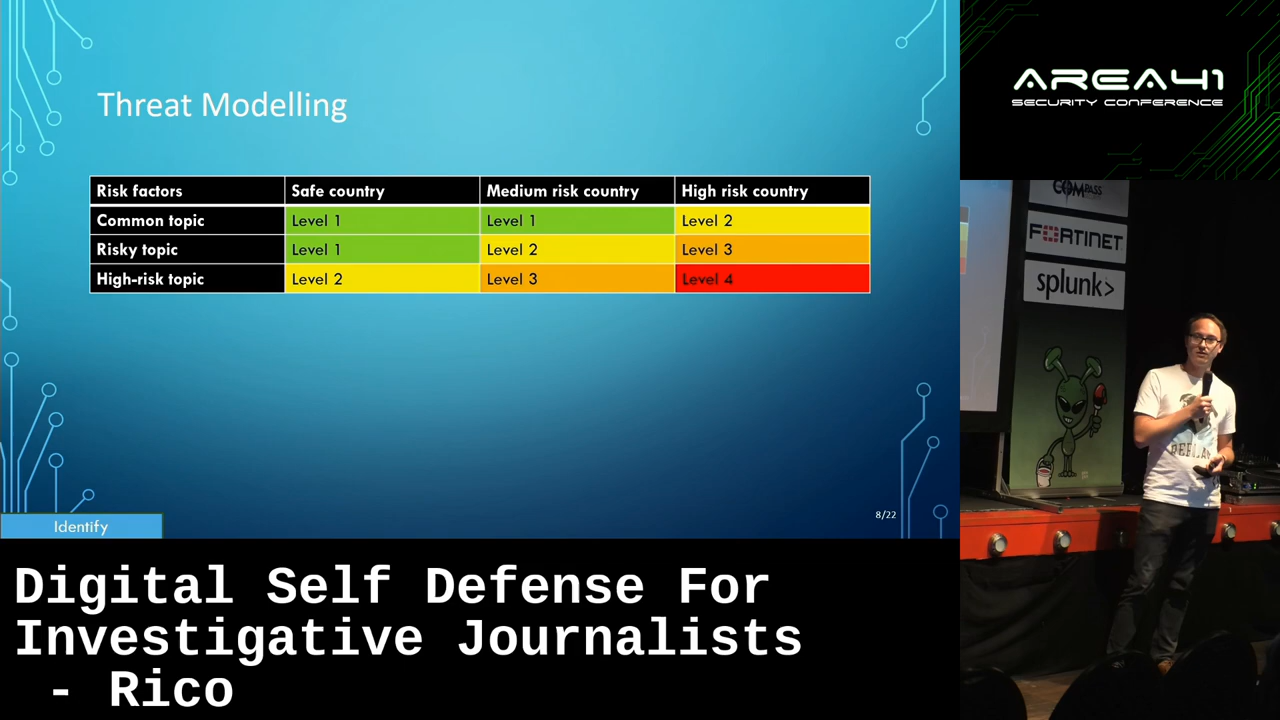 Threat Modelling
Risk factors Safe country Medium risk country High risk country
Common topic Level 1 Level 1 Level 2
Risky topic Level 1 Level 2 Level 3
High-risk topic Level 2 Level 3 Level 4
8/22
Identify
Digital Self Defense For
Investigative Journalists
- Rico
AREA41
SECURITY CONFERENCE
COMPASS
FORTINET
splunk>